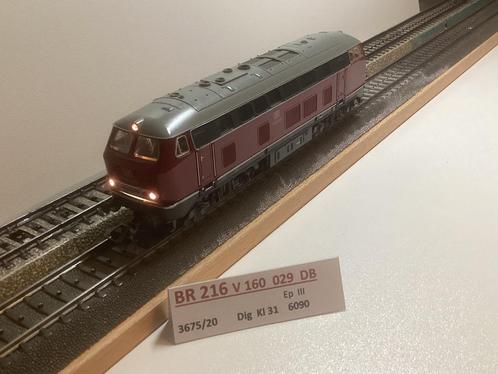 BR 216 V 160 029 DB
Ep III
3675/20 Dig Kl 31 6090